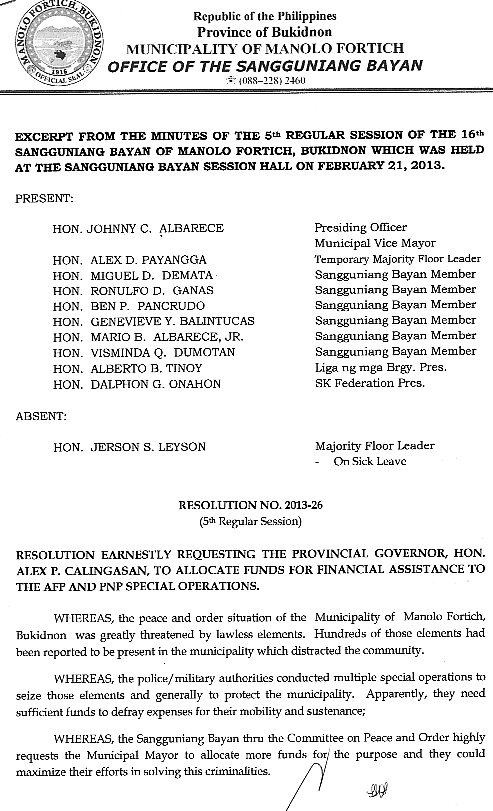 MANOLO FORTICH, BUKIDNON
1916
OFFICIAL SEAL
Republic of the Philippines
Province of Bukidnon
MUNICIPALITY OF MANOLO FORTICH
OFFICE OF THE SANGGUNIANG BAYAN
☏ (088-228) 2460
EXCERPT FROM THE MINUTES OF THE 5th REGULAR SESSION OF THE 16th
SANGGUNIANG BAYAN OF MANOLO FORTICH, BUKIDNON WHICH WAS HELD
AT THE SANGGUNIANG BAYAN SESSION HALL ON FEBRUARY 21, 2013.
PRESENT:
HON. JOHNNY C. ALBARECE Presiding Officer
Municipal Vice Mayor
HON. ALEX D. PAYANGGA Temporary Majority Floor Leader
HON. MIGUEL D. DEMATA Sangguniang Bayan Member
HON. RONULFO D. GANAS Sangguniang Bayan Member
HON. BEN P. PANCRUDO Sangguniang Bayan Member
HON. GENEVIEVE Y. BALINTUCAS Sangguniang Bayan Member
HON. MARIO B. ALBARECE, JR. Sangguniang Bayan Member
HON. VISMINDA Q. DUMOTAN Sangguniang Bayan Member
HON. ALBERTO B. TINOY Liga ng mga Brgy. Pres.
HON. DALPHON G. ONAHON SK Federation Pres.
ABSENT:
HON. JERSON S. LEYSON Majority Floor Leader
- On Sick Leave
RESOLUTION NO. 2013-26
(5th Regular Session)
RESOLUTION EARNESTLY REQUESTING THE PROVINCIAL GOVERNOR, HON.
ALEX P. CALINGASAN, TO ALLOCATE FUNDS FOR FINANCIAL ASSISTANCE TO
THE AFP AND PNP SPECIAL OPERATIONS.
WHEREAS, the peace and order situation of the Municipality of Manolo Fortich,
Bukidnon was greatly threatened by lawless elements. Hundreds of those elements had
been reported to be present in the municipality which distracted the community.
WHEREAS, the police/military authorities conducted multiple special operations to
seize those elements and generally to protect the municipality. Apparently, they need
sufficient funds to defray expenses for their mobility and sustenance;
WHEREAS, the Sangguniang Bayan thru the Committee on Peace and Order highly
requests the Municipal Mayor to allocate more funds for the purpose and they could
maximize their efforts in solving this criminalities.